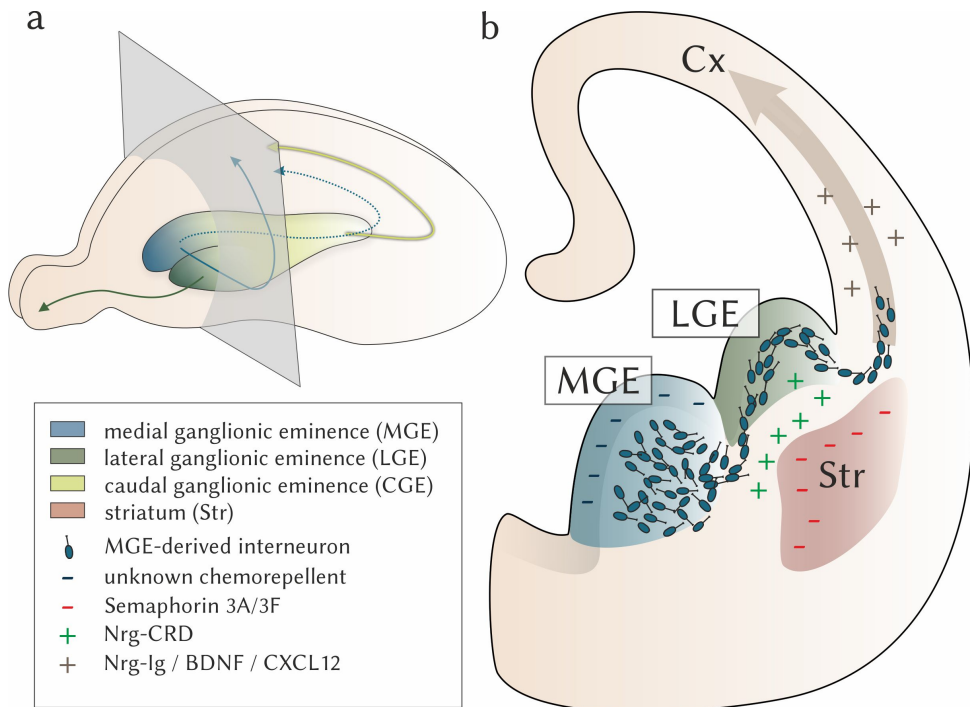 a
b
Cx
LGE
MGE
Str
medial ganglionic eminence (MGE)
lateral ganglionic eminence (LGE)
caudal ganglionic eminence (CGE)
striatum (Str)
MGE-derived interneuron
- unknown chemorepellent
- Semaphorin 3A/3F
+ Nrg-CRD
+ Nrg-Ig / BDNF / CXCL12